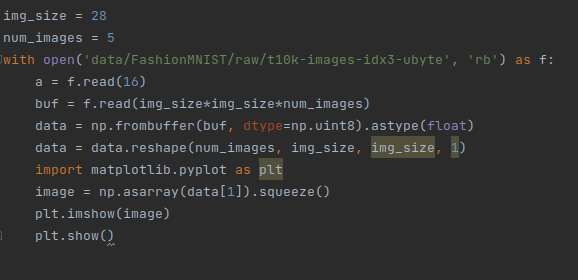 img_size = 28
num_images = 5
with open('data/FashionMNIST/raw/t10k-images-idx3-ubyte', 'rb') as f:
    a = f.read(16)
    buf = f.read(img_size*img_size*num_images)
    data = np.frombuffer(buf, dtype=np.uint8).astype(float)
    data = data.reshape(num_images, img_size, img_size, 1)
    import matplotlib.pyplot as plt
    image = np.asarray(data[1]).squeeze()
    plt.imshow(image)
    plt.show()